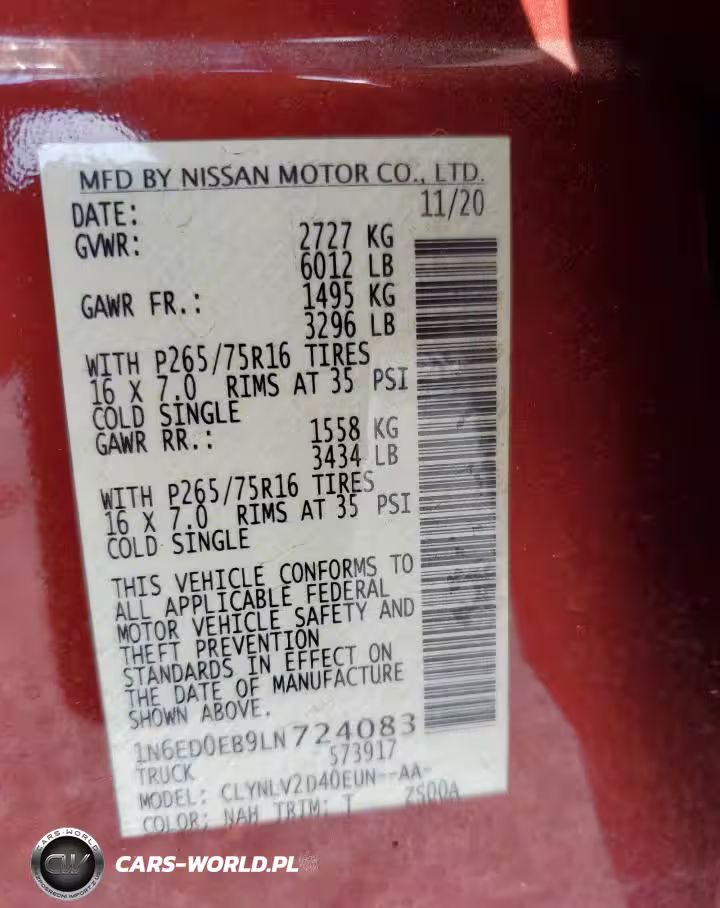 MFD BY NISSAN MOTOR CO., LTD.
DATE: 11/20
GVWR: 2727 KG
6012 LB
GAWR FR.: 1495 KG
3296 LB
WITH P265/75R16 TIRES
16 X 7.0 RIMS AT 35 PSI
COLD SINGLE
GAWR RR.: 1558 KG
3434 LB
WITH P265/75R16 TIRES
16 X 7.0 RIMS AT 35 PSI
COLD SINGLE
THIS VEHICLE CONFORMS TO
ALL APPLICABLE FEDERAL
MOTOR VEHICLE SAFETY AND
THEFT PREVENTION
STANDARDS IN EFFECT ON
THE DATE OF MANUFACTURE
SHOWN ABOVE.
1N6ED0EB9LN724083
TRUCK 573917
MODEL: CLYNLV2D40EUN--AA-
COLOR: NAH TRIM: T ZS00A
CARS-WORLD
CW
CARS-WORLD.PL